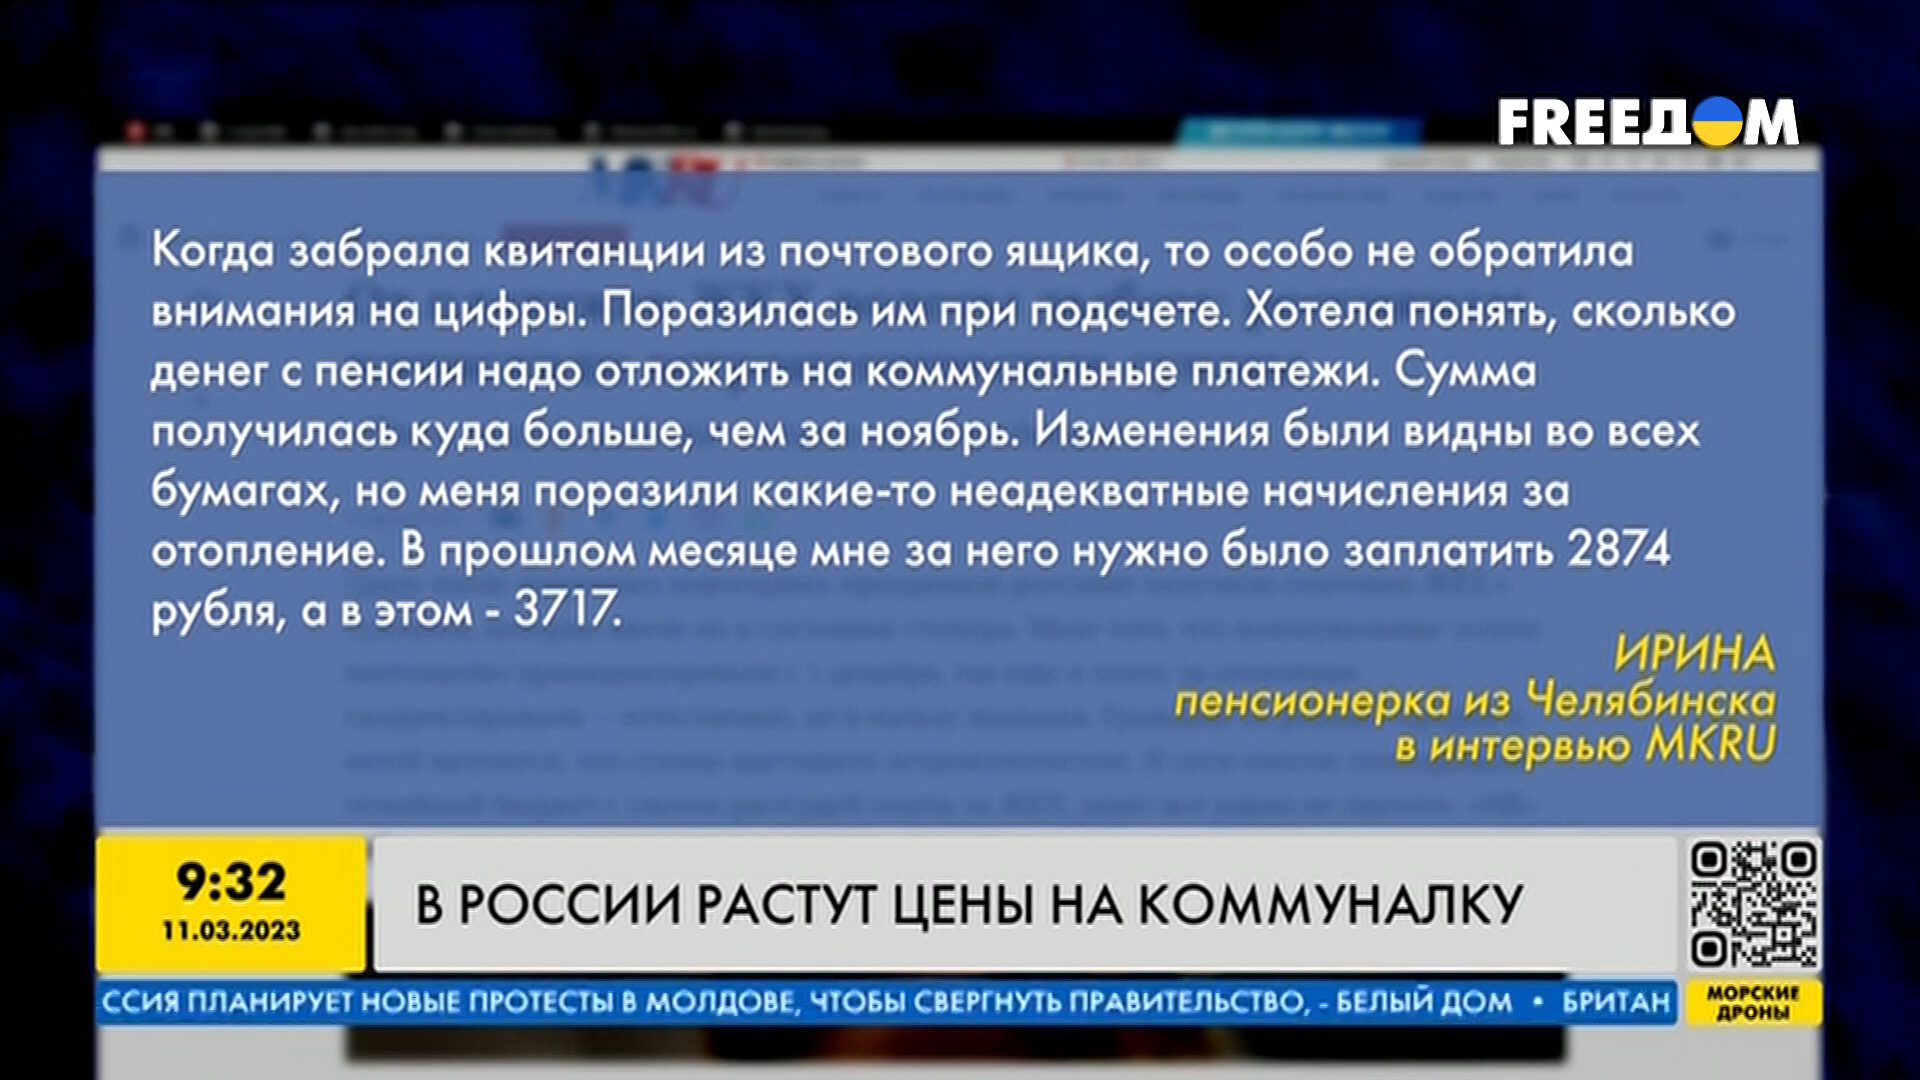 FREEДOM
Когда забрала квитанции из почтового ящика, то особо не обратила
внимания на цифры. Поразилась им при подсчете. Хотела понять, сколько
денег с пенсии надо отложить на коммунальные платежи. Сумма
получилась куда больше, чем за ноябрь. Изменения были видны во всех
бумагах, но меня поразили какие-то неадекватные начисления за
отопление. В прошлом месяце мне за него нужно было заплатить 2874
рубля, а в этом - 3717.
ИРИНА
пенсионерка из Челябинска
в интервью MKRU
9:32
11.03.2023
В РОССИИ РАСТУТ ЦЕНЫ НА КОММУНАЛКУ
ССИЯ ПЛАНИРУЕТ НОВЫЕ ПРОТЕСТЫ В МОЛДОВЕ, ЧТОБЫ СВЕРГНУТЬ ПРАВИТЕЛЬСТВО, - БЕЛЫЙ ДОМ • БРИТАН
МОРСКИЕ
ДРОНЫ